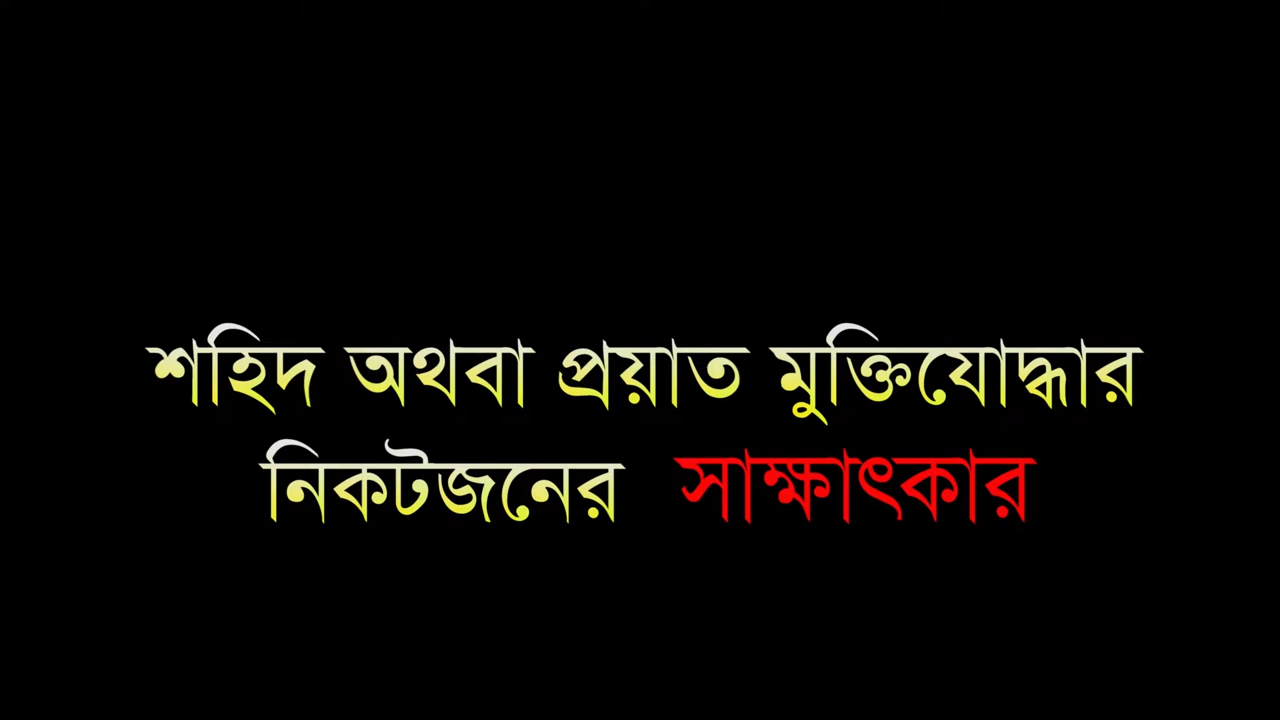 শহিদ অথবা প্রয়াত মুক্তিযোদ্ধার
নিকটজনের সাক্ষাৎকার